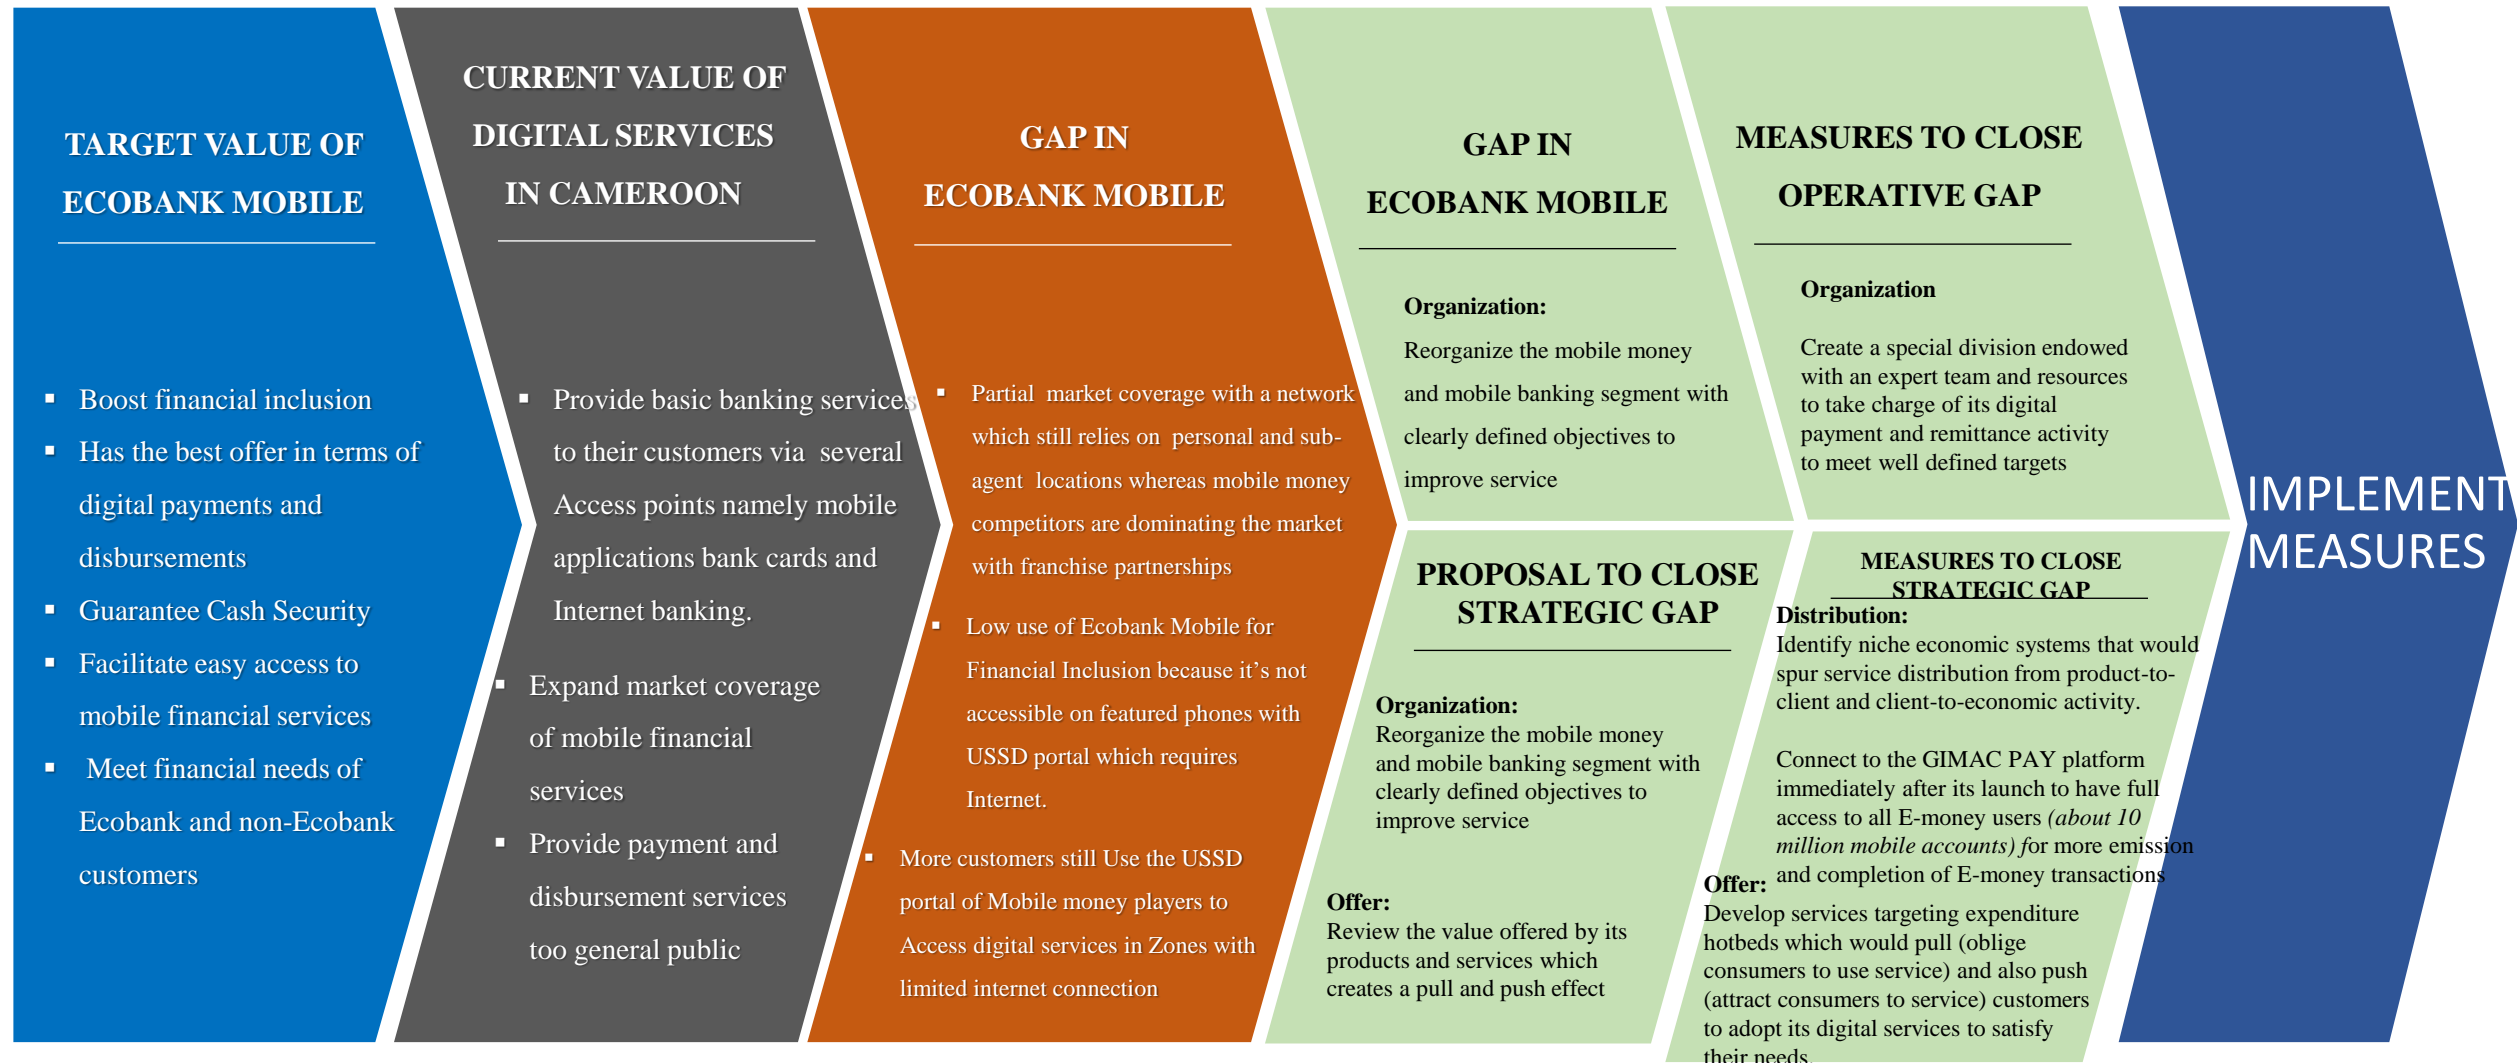 TARGET VALUE OF
ECOBANK MOBILE
▪ Boost financial inclusion
▪ Has the best offer in terms of
digital payments and
disbursements
▪ Guarantee Cash Security
▪ Facilitate easy access to
mobile financial services
▪ Meet financial needs of
Ecobank and non-Ecobank
customers
CURRENT VALUE OF
DIGITAL SERVICES
IN CAMEROON
▪ Provide basic banking services
to their customers via several
Access points namely mobile
applications bank cards and
Internet banking.
▪ Expand market coverage
of mobile financial
services
▪ Provide payment and
disbursement services
too general public
GAP IN
ECOBANK MOBILE
▪ Partial market coverage with a network
which still relies on personal and sub-
agent locations whereas mobile money
competitors are dominating the market
with franchise partnerships
▪ Low use of Ecobank Mobile for
Financial Inclusion because it’s not
accessible on featured phones with
USSD portal which requires
Internet.
▪ More customers still Use the USSD
portal of Mobile money players to
Access digital services in Zones with
limited internet connection
GAP IN
ECOBANK MOBILE
Organization:
Reorganize the mobile money
and mobile banking segment with
clearly defined objectives to
improve service
PROPOSAL TO CLOSE
STRATEGIC GAP
Organization:
Reorganize the mobile money
and mobile banking segment with
clearly defined objectives to
improve service
Offer:
Review the value offered by its
products and services which
creates a pull and push effect
MEASURES TO CLOSE
OPERATIVE GAP
Organization
Create a special division endowed
with an expert team and resources
to take charge of its digital
payment and remittance activity
to meet well defined targets
MEASURES TO CLOSE
STRATEGIC GAP
Distribution:
Identify niche economic systems that would
spur service distribution from product-to-
client and client-to-economic activity.
Connect to the GIMAC PAY platform
immediately after its launch to have full
access to all E-money users (about 10
million mobile accounts) for more emission
and completion of E-money transactions
Offer:
Develop services targeting expenditure
hotbeds which would pull (oblige
consumers to use service) and also push
(attract consumers to service) customers
to adopt its digital services to satisfy
their needs.
IMPLEMENT
MEASURES